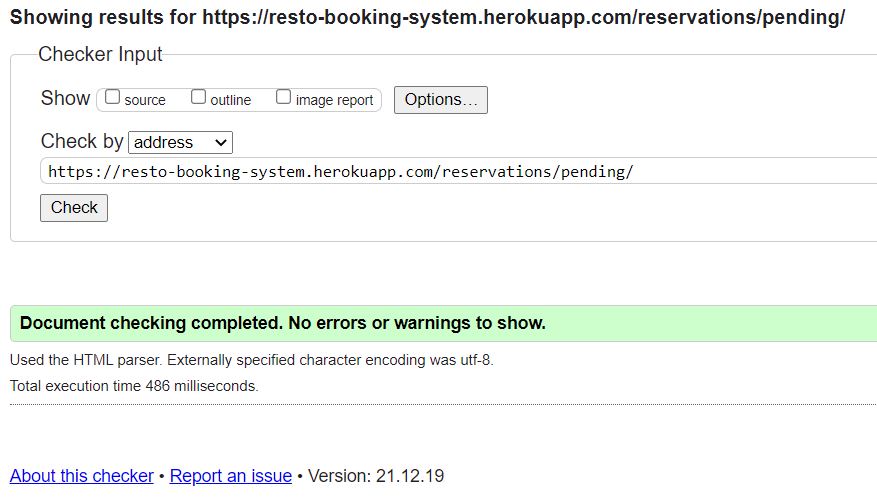 Showing results for https://resto-booking-system.herokuapp.com/reservations/pending/
Checker Input
Show source outline image report Options...
Check by address
https://resto-booking-system.herokuapp.com/reservations/pending/
Check
Document checking completed. No errors or warnings to show.
Used the HTML parser. Externally specified character encoding was utf-8.
Total execution time 486 milliseconds.
About this checker • Report an issue • Version: 21.12.19